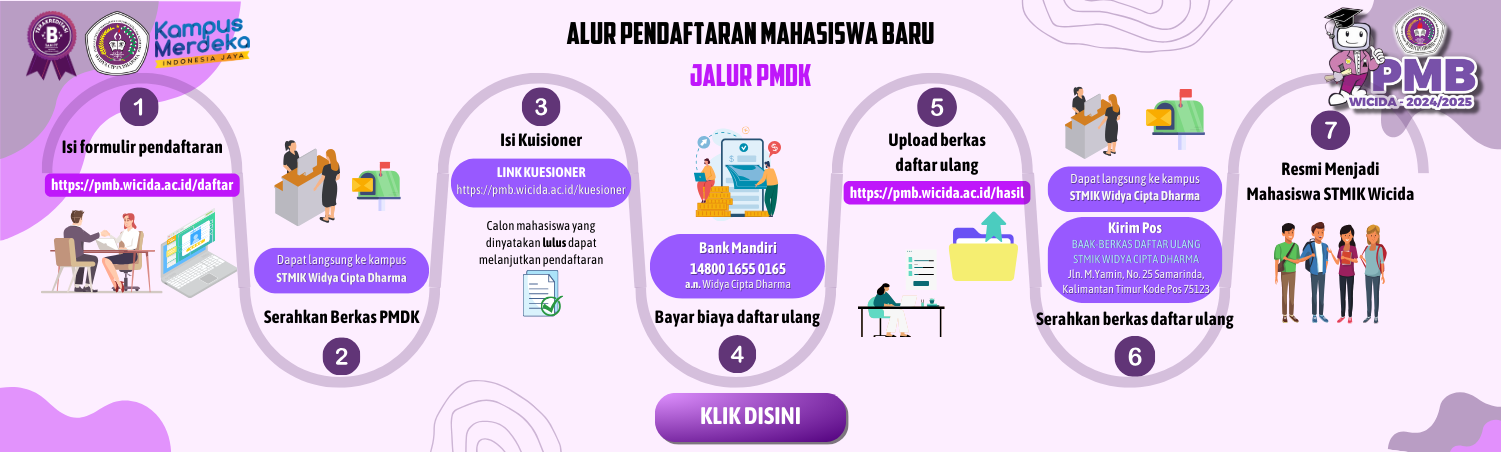 Kampus
Merdeka
INDONESIA JAYA
B
ALUR PENDAFTARAN MAHASISWA BARU
JALUR PMDK
PMB
WICIDA - 2024/2025
1
Isi formulir pendaftaran
https://pmb.wicida.ac.id/daftar
Dapat langsung ke kampus
STMIK Widya Cipta Dharma
Serahkan Berkas PMDK
2
3
Isi Kuisioner
LINK KUESIONER
https://pmb.wicida.ac.id/kuesioner
Calon mahasiswa yang
dinyatakan lulus dapat
melanjutkan pendaftaran
Bank Mandiri
14800 1655 0165
a.n. Widya Cipta Dharma
Bayar biaya daftar ulang
4
5
Upload berkas
daftar ulang
https://pmb.wicida.ac.id/hasil
Dapat langsung ke kampus
STMIK Widya Cipta Dharma
Kirim Pos
BAAK-BERKAS DAFTAR ULANG
STMIK WIDYA CIPTA DHARMA
Jln. M.Yamin, No. 25 Samarinda,
Kalimantan Timur Kode Pos 75123
Serahkan berkas daftar ulang
6
7
Resmi Menjadi
Mahasiswa STMIK Wicida
KLIK DISINI